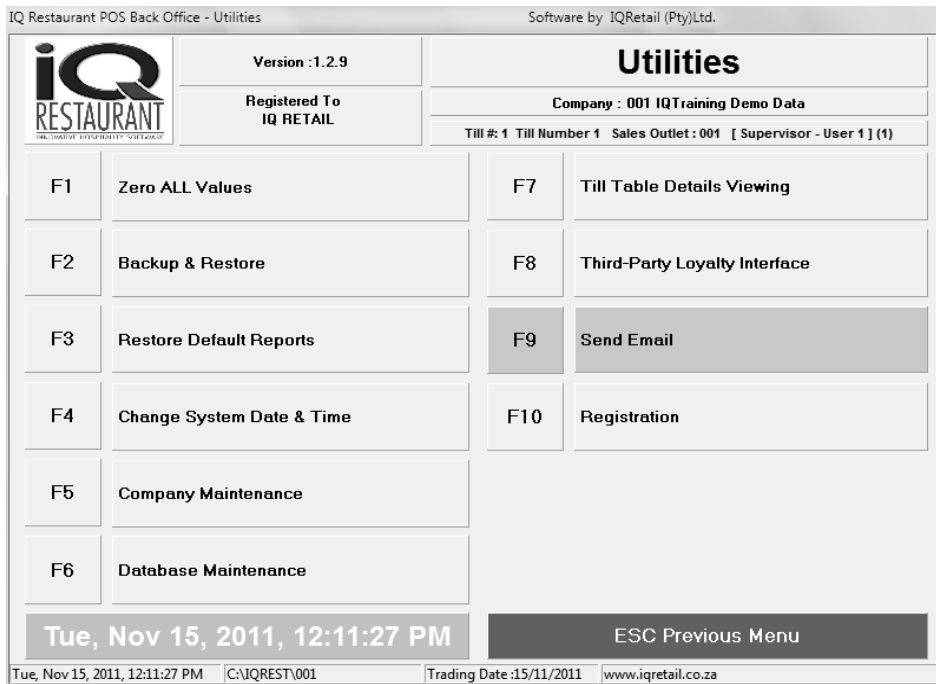 IQ Restaurant POS Back Office - Utilities
Software by IQRetail (Pty)Ltd.
iQ
RESTAURANT
INNOVATIVE HOSPITALITY SOFTWARE
Version :1.2.9
Registered To
IQ RETAIL
Utilities
Company : 001 IQTraining Demo Data
Till #: 1 Till Number 1 Sales Outlet : 001 [ Supervisor - User 1 ] (1)
F1 Zero ALL Values
F2 Backup & Restore
F3 Restore Default Reports
F4 Change System Date & Time
F5 Company Maintenance
F6 Database Maintenance
F7 Till Table Details Viewing
F8 Third-Party Loyalty Interface
F9 Send Email
F10 Registration
Tue, Nov 15, 2011, 12:11:27 PM
ESC Previous Menu
Tue, Nov 15, 2011, 12:11:27 PM C:\IQREST\001 Trading Date :15/11/2011 www.iqretail.co.za